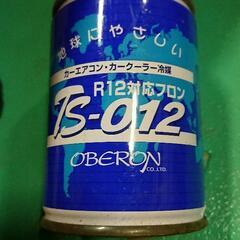 地球にやさしい
カーエアコン・カークーラー冷媒
R12対応フロン
TS-012
OBERON
CO.,LTD.